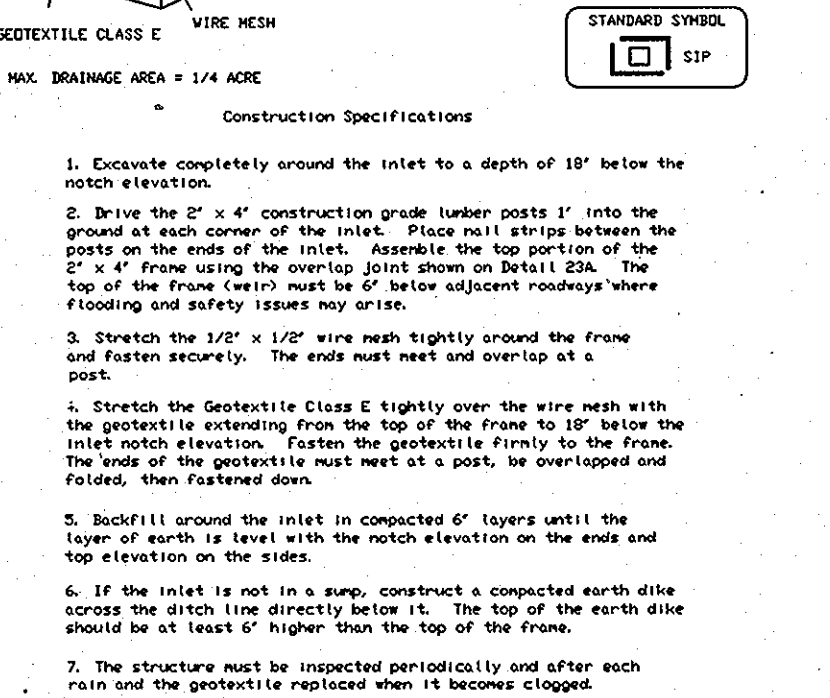 WIRE MESH
GEOTEXTILE CLASS E
STANDARD SYMBOL
SIP
MAX. DRAINAGE AREA = 1/4 ACRE
Construction Specifications
1. Excavate completely around the inlet to a depth of 18" below the
notch elevation.
2. Drive the 2" x 4" construction grade lumber posts 1' into the
ground at each corner of the inlet. Place nail strips between the
posts on the ends of the inlet. Assemble the top portion of the
2" x 4" frame using the overlap joint shown on Detail 23A. The
top of the frame (weir) must be 6" below adjacent roadways where
flooding and safety issues may arise.
3. Stretch the 1/2" x 1/2" wire mesh tightly around the frame
and fasten securely. The ends must meet and overlap at a
post.
4. Stretch the Geotextile Class E tightly over the wire mesh with
the geotextile extending from the top of the frame to 18" below the
inlet notch elevation. Fasten the geotextile firmly to the frame.
The ends of the geotextile must meet at a post, be overlapped and
folded, then fastened down.
5. Backfill around the inlet in compacted 6" layers until the
layer of earth is level with the notch elevation on the ends and
top elevation on the sides.
6. If the inlet is not in a sump, construct a compacted earth dike
across the ditch line directly below it. The top of the earth dike
should be at least 6" higher than the top of the frame.
7. The structure must be inspected periodically and after each
rain and the geotextile replaced when it becomes clogged.